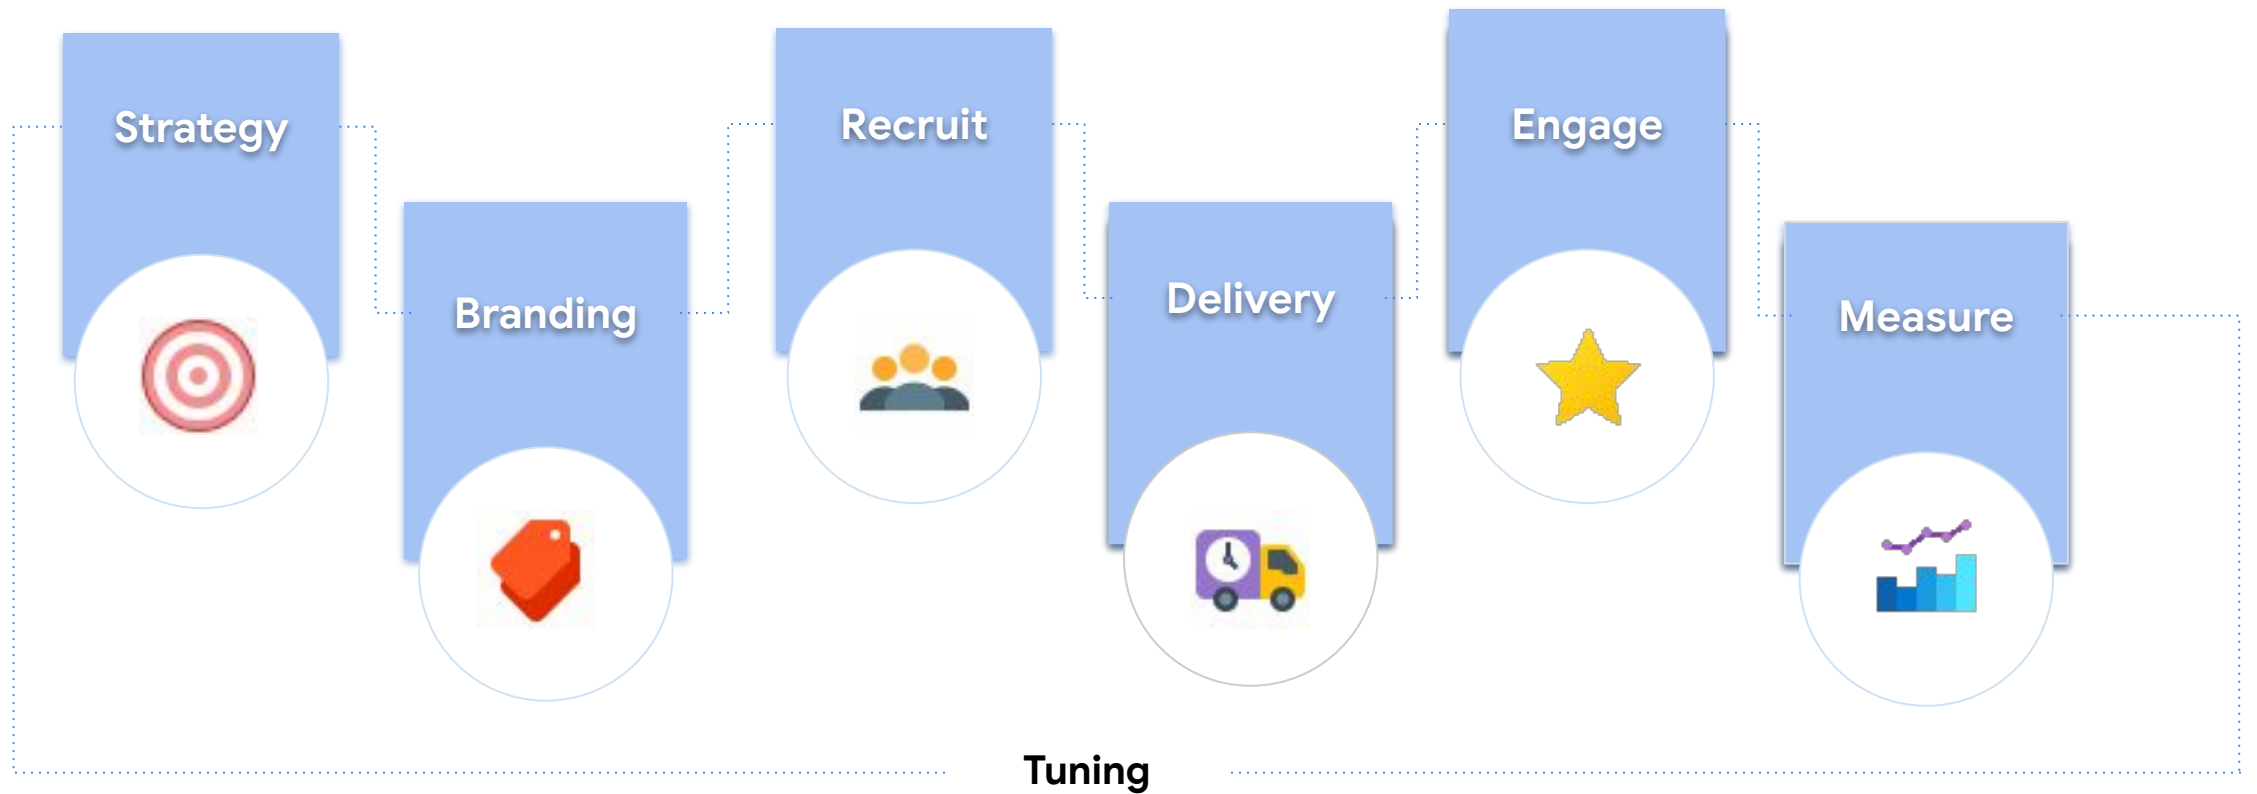 Strategy
Branding
Recruit
Delivery
Engage
Measure
Tuning